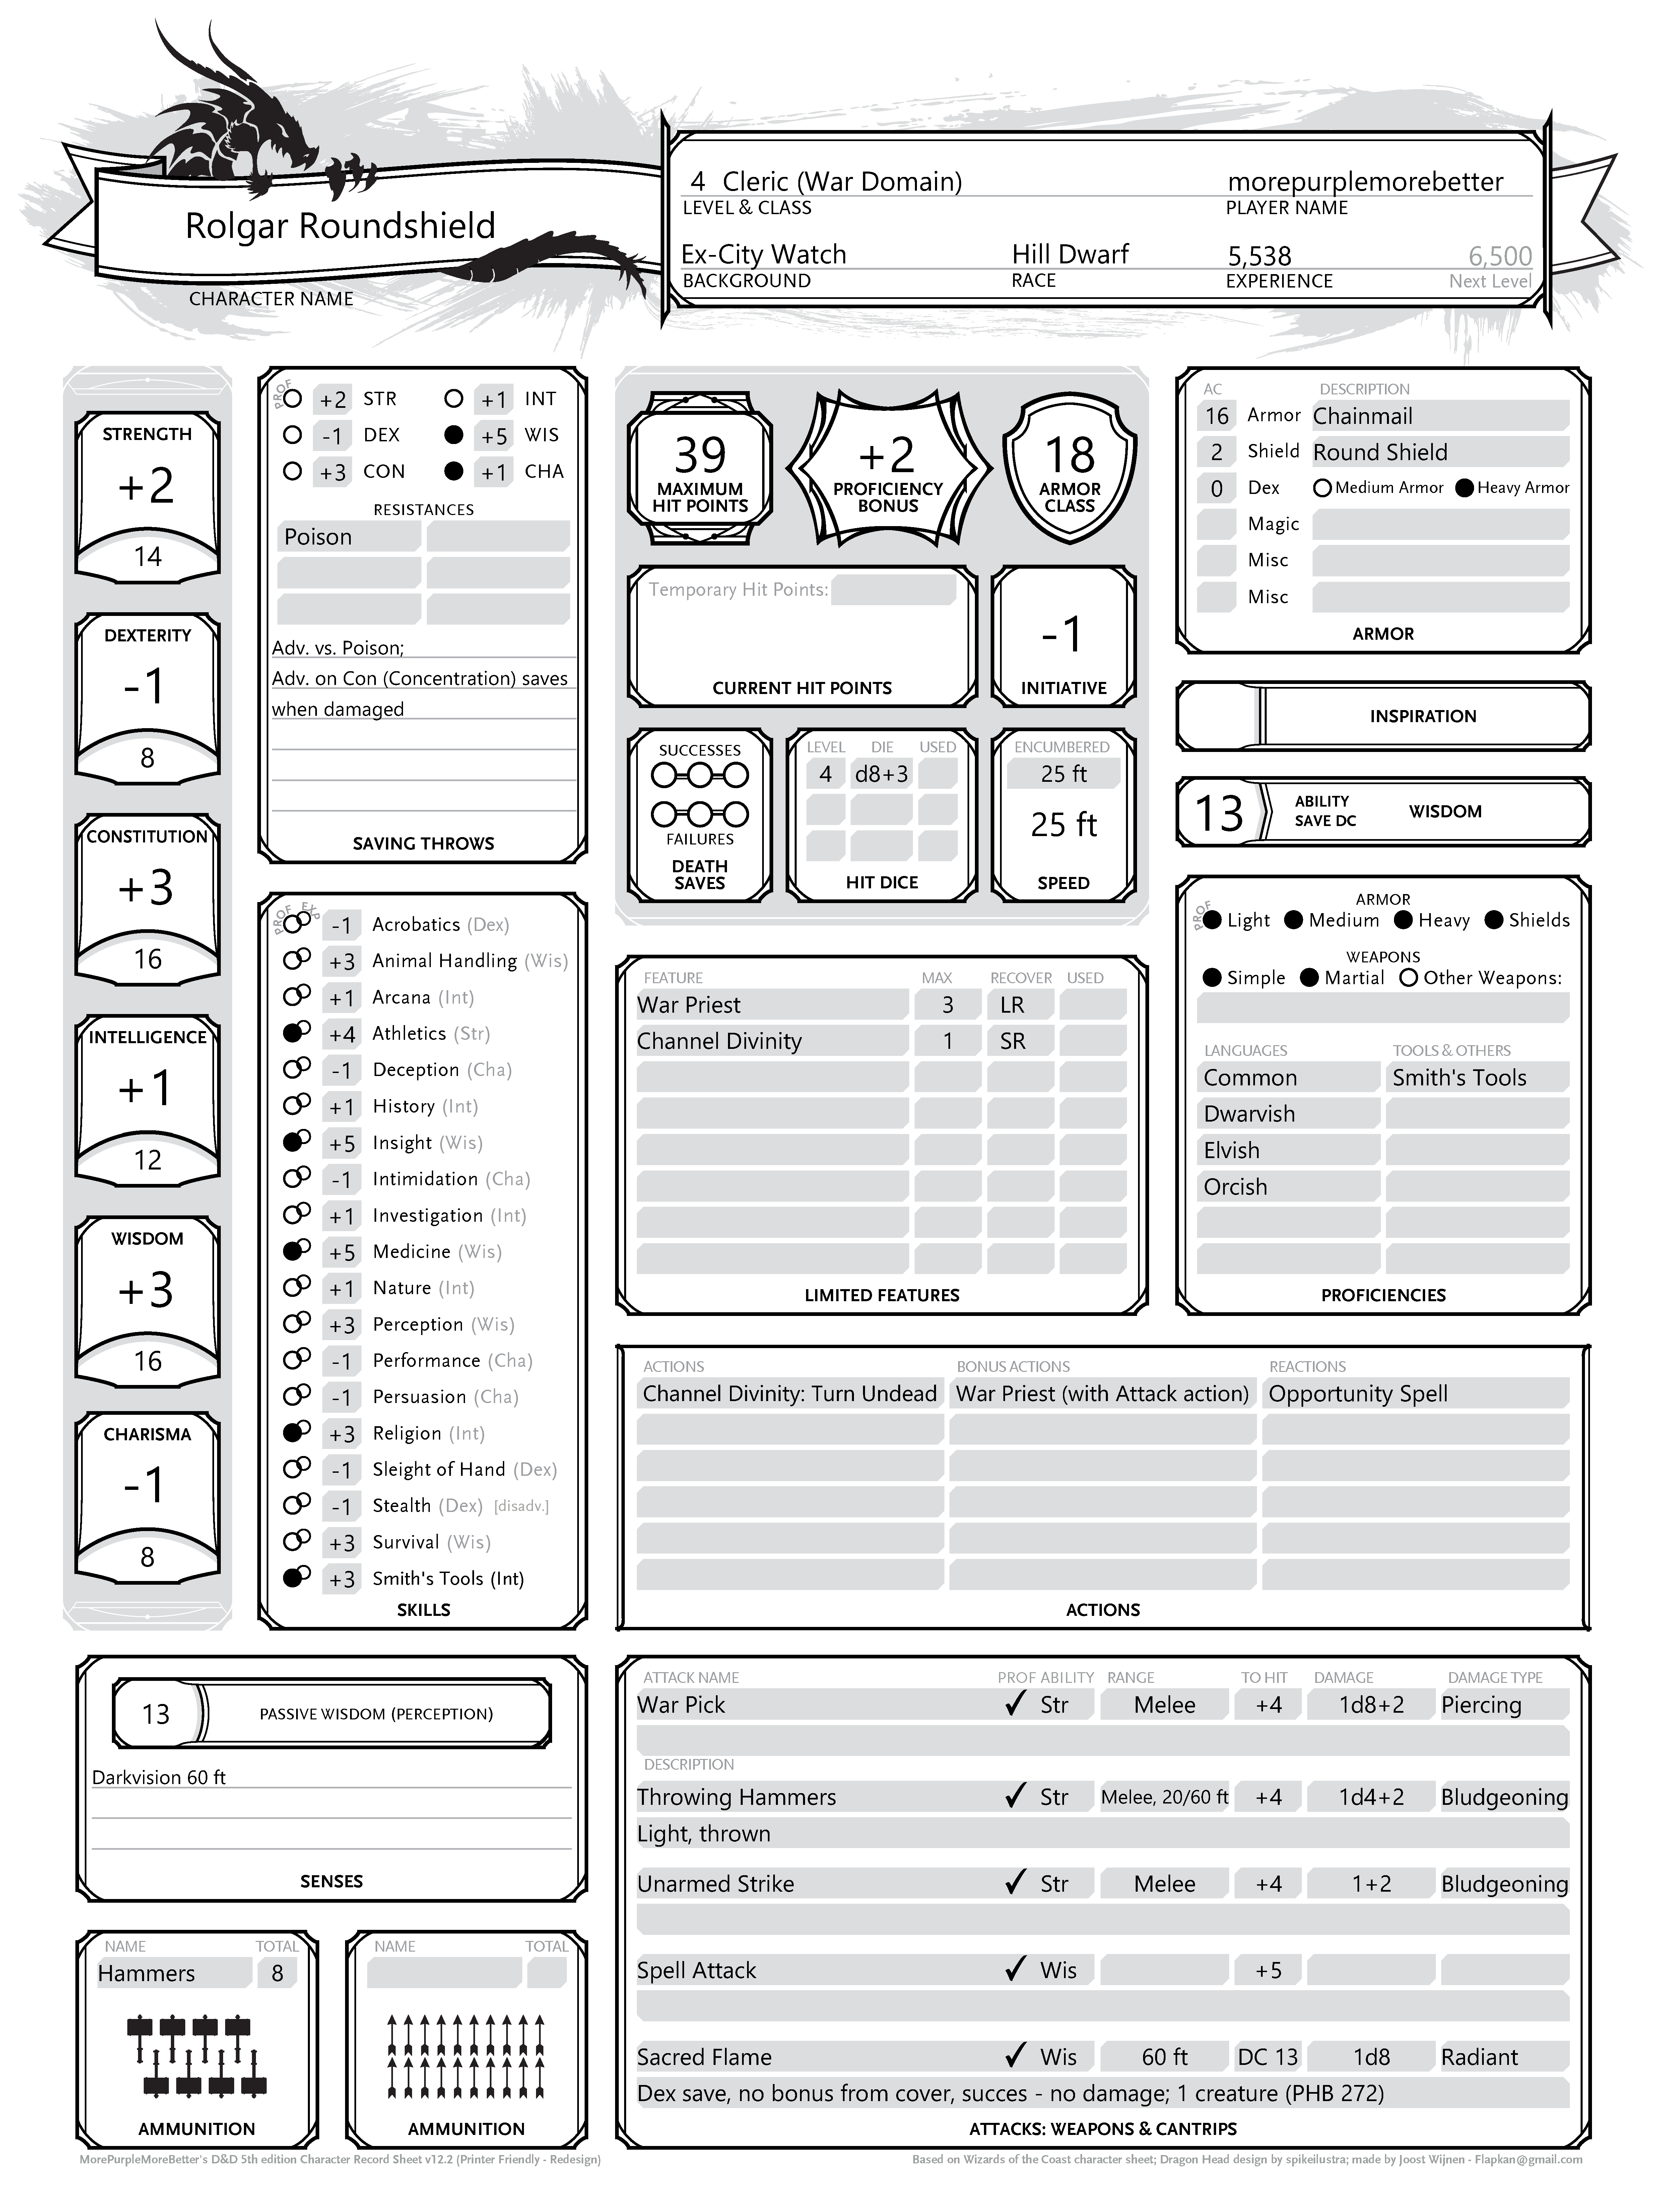 4 Cleric (War Domain) morepurplemorebetter
LEVEL & CLASS PLAYER NAME
Rolgar Roundshield
Ex-City Watch Hill Dwarf 5,538 6,500
BACKGROUND RACE EXPERIENCE Next Level
CHARACTER NAME
STRENGTH
+2
14
DEXTERITY
-1
8
CONSTITUTION
+3
16
INTELLIGENCE
+1
12
WISDOM
+3
16
CHARISMA
-1
8
PROF
+2 STR +1 INT
-1 DEX +5 WIS
+3 CON +1 CHA
RESISTANCES
Poison
Adv. vs. Poison;
Adv. on Con (Concentration) saves
when damaged
SAVING THROWS
PROF EXP
-1 Acrobatics (Dex)
+3 Animal Handling (Wis)
+1 Arcana (Int)
+4 Athletics (Str)
-1 Deception (Cha)
+1 History (Int)
+5 Insight (Wis)
-1 Intimidation (Cha)
+1 Investigation (Int)
+5 Medicine (Wis)
+1 Nature (Int)
+3 Perception (Wis)
-1 Performance (Cha)
-1 Persuasion (Cha)
+3 Religion (Int)
-1 Sleight of Hand (Dex)
-1 Stealth (Dex) [disadv.]
+3 Survival (Wis)
+3 Smith's Tools (Int)
SKILLS
39
MAXIMUM
HIT POINTS
+2
PROFICIENCY
BONUS
18
ARMOR
CLASS
Temporary Hit Points:
CURRENT HIT POINTS
-1
INITIATIVE
SUCCESSES
FAILURES
DEATH
SAVES
LEVEL DIE USED
4 d8+3
HIT DICE
ENCUMBERED
25 ft
25 ft
SPEED
AC DESCRIPTION
16 Armor Chainmail
2 Shield Round Shield
0 Dex Medium Armor Heavy Armor
Magic
Misc
Misc
ARMOR
INSPIRATION
13 ABILITY
SAVE DC WISDOM
ARMOR
PROF Light Medium Heavy Shields
WEAPONS
Simple Martial Other Weapons:
LANGUAGES TOOLS & OTHERS
Common Smith's Tools
Dwarvish
Elvish
Orcish
PROFICIENCIES
FEATURE MAX RECOVER USED
War Priest 3 LR
Channel Divinity 1 SR
LIMITED FEATURES
ACTIONS BONUS ACTIONS REACTIONS
Channel Divinity: Turn Undead War Priest (with Attack action) Opportunity Spell
ACTIONS
13 PASSIVE WISDOM (PERCEPTION)
Darkvision 60 ft
SENSES
NAME TOTAL
Hammers 8
AMMUNITION
NAME TOTAL
AMMUNITION
ATTACK NAME PROF ABILITY RANGE TO HIT DAMAGE DAMAGE TYPE
War Pick ✓ Str Melee +4 1d8+2 Piercing
DESCRIPTION
Throwing Hammers ✓ Str Melee, 20/60 ft +4 1d4+2 Bludgeoning
Light, thrown
Unarmed Strike ✓ Str Melee +4 1+2 Bludgeoning
Spell Attack ✓ Wis +5
Sacred Flame ✓ Wis 60 ft DC 13 1d8 Radiant
Dex save, no bonus from cover, succes - no damage; 1 creature (PHB 272)
ATTACKS: WEAPONS & CANTRIPS
MorePurpleMoreBetter's D&D 5th edition Character Record Sheet v12.2 (Printer Friendly - Redesign)
Based on Wizards of the Coast character sheet; Dragon Head design by spikeilustra; made by Joost Wijnen - Flapkan@gmail.com